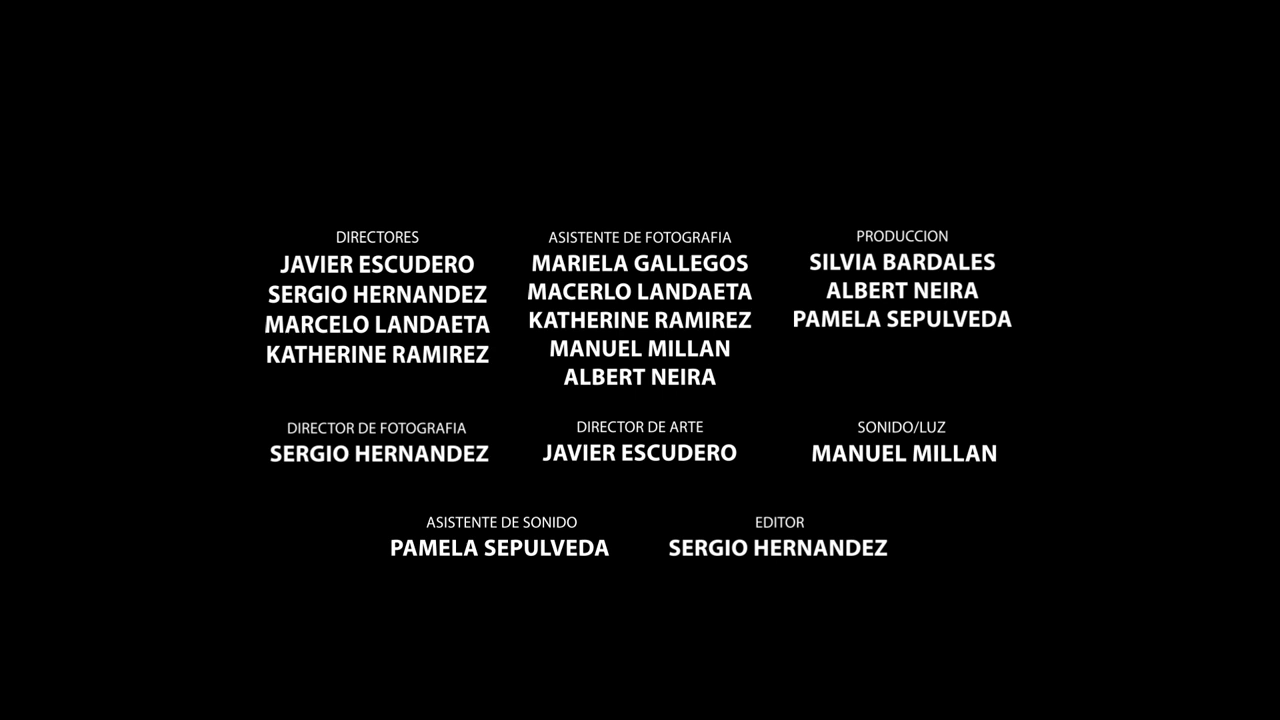 DIRECTORES
JAVIER ESCUDERO
SERGIO HERNANDEZ
MARCELO LANDAETA
KATHERINE RAMIREZ
ASISTENTE DE FOTOGRAFIA
MARIELA GALLEGOS
MACERLO LANDAETA
KATHERINE RAMIREZ
MANUEL MILLAN
ALBERT NEIRA
PRODUCCION
SILVIA BARDALES
ALBERT NEIRA
PAMELA SEPULVEDA
DIRECTOR DE FOTOGRAFIA
SERGIO HERNANDEZ
DIRECTOR DE ARTE
JAVIER ESCUDERO
SONIDO/LUZ
MANUEL MILLAN
ASISTENTE DE SONIDO
PAMELA SEPULVEDA
EDITOR
SERGIO HERNANDEZ